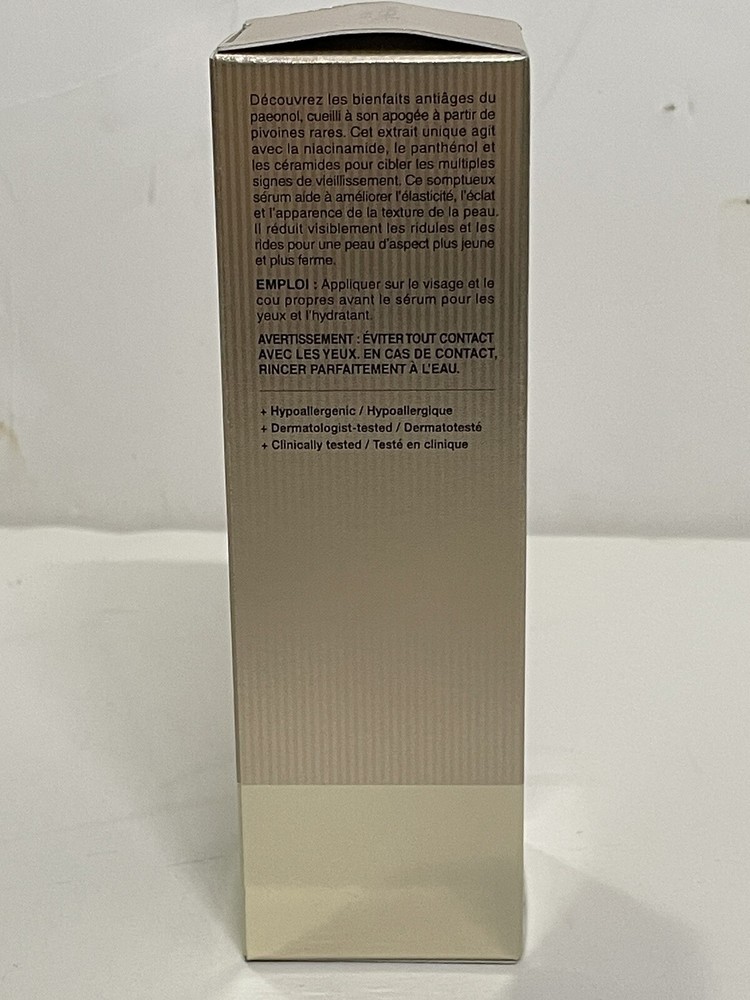 Découvrez les bienfaits antiâges du
paeonol, cueilli à son apogée à partir de
pivoines rares. Cet extrait unique agit
avec la niacinamide, le panthénol et
les céramides pour cibler les multiples
signes de vieillissement. Ce somptueux
sérum aide à améliorer l'élasticité, l'éclat
et l'apparence de la texture de la peau.
Il réduit visiblement les ridules et les
rides pour une peau d'aspect plus jeune
et plus ferme.
EMPLOI : Appliquer sur le visage et le
cou propres avant le sérum pour les
yeux et l'hydratant.
AVERTISSEMENT : ÉVITER TOUT CONTACT
AVEC LES YEUX. EN CAS DE CONTACT,
RINCER PARFAITEMENT À L'EAU.
+ Hypoallergenic / Hypoallergique
+ Dermatologist-tested / Dermatotesté
+ Clinically tested / Testé en clinique